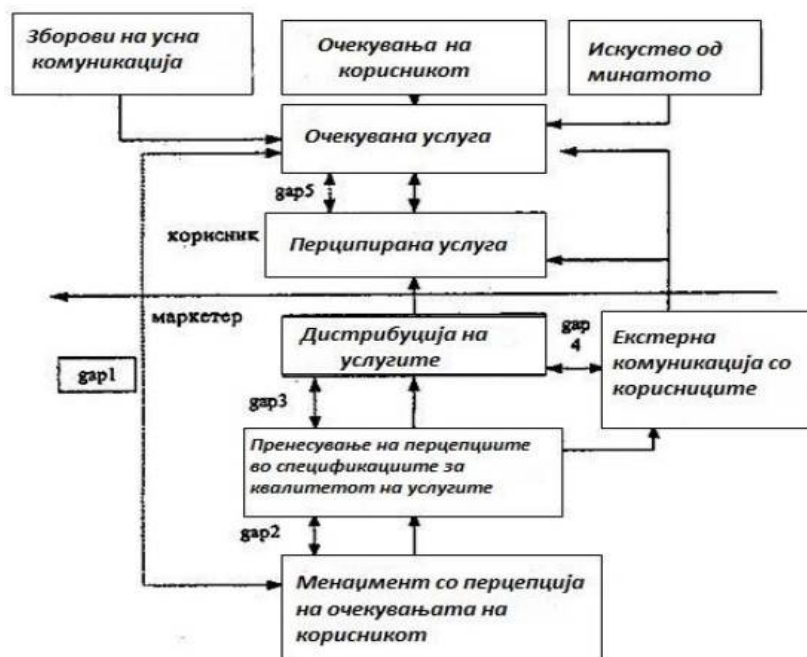 Зборови на усна
комуникација
Очекувања на
корисникот
Искуство од
минатото
Очекувана услуга
gap5
корисник
Перципирана услуга
маркетер
Дистрибуција на
услугите
gap
4
Екстерна
комуникација со
корисниците
gap1
gap3
Пренесување на перцепциите
во спецификациите за
квалитетот на услугите
gap2
Менаџмент со перцепција
на очекувањата на
корисникот